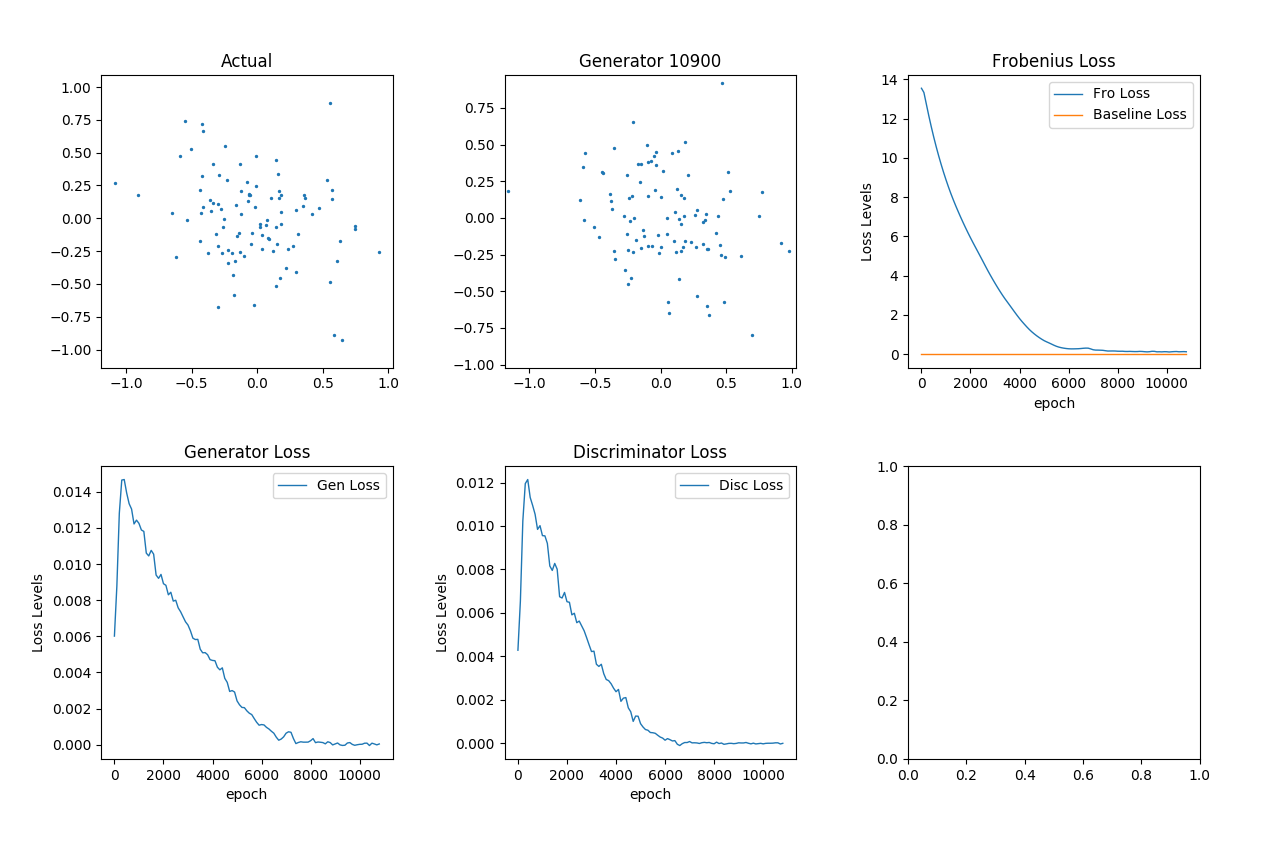 Actual
1.00
0.75
0.50
0.25
0.00
−0.25
−0.50
−0.75
−1.00
−1.0 −0.5 0.0 0.5 1.0
Generator 10900
0.75
0.50
0.25
0.00
−0.25
−0.50
−0.75
−1.00
−1.0 −0.5 0.0 0.5 1.0
Frobenius Loss
Fro Loss
Baseline Loss
Loss Levels
14
12
10
8
6
4
2
0
0 2000 4000 6000 8000 10000
epoch
Generator Loss
Gen Loss
Loss Levels
0.014
0.012
0.010
0.008
0.006
0.004
0.002
0.000
0 2000 4000 6000 8000 10000
epoch
Discriminator Loss
Disc Loss
Loss Levels
0.012
0.010
0.008
0.006
0.004
0.002
0.000
0 2000 4000 6000 8000 10000
epoch
1.0
0.8
0.6
0.4
0.2
0.0
0.0 0.2 0.4 0.6 0.8 1.0